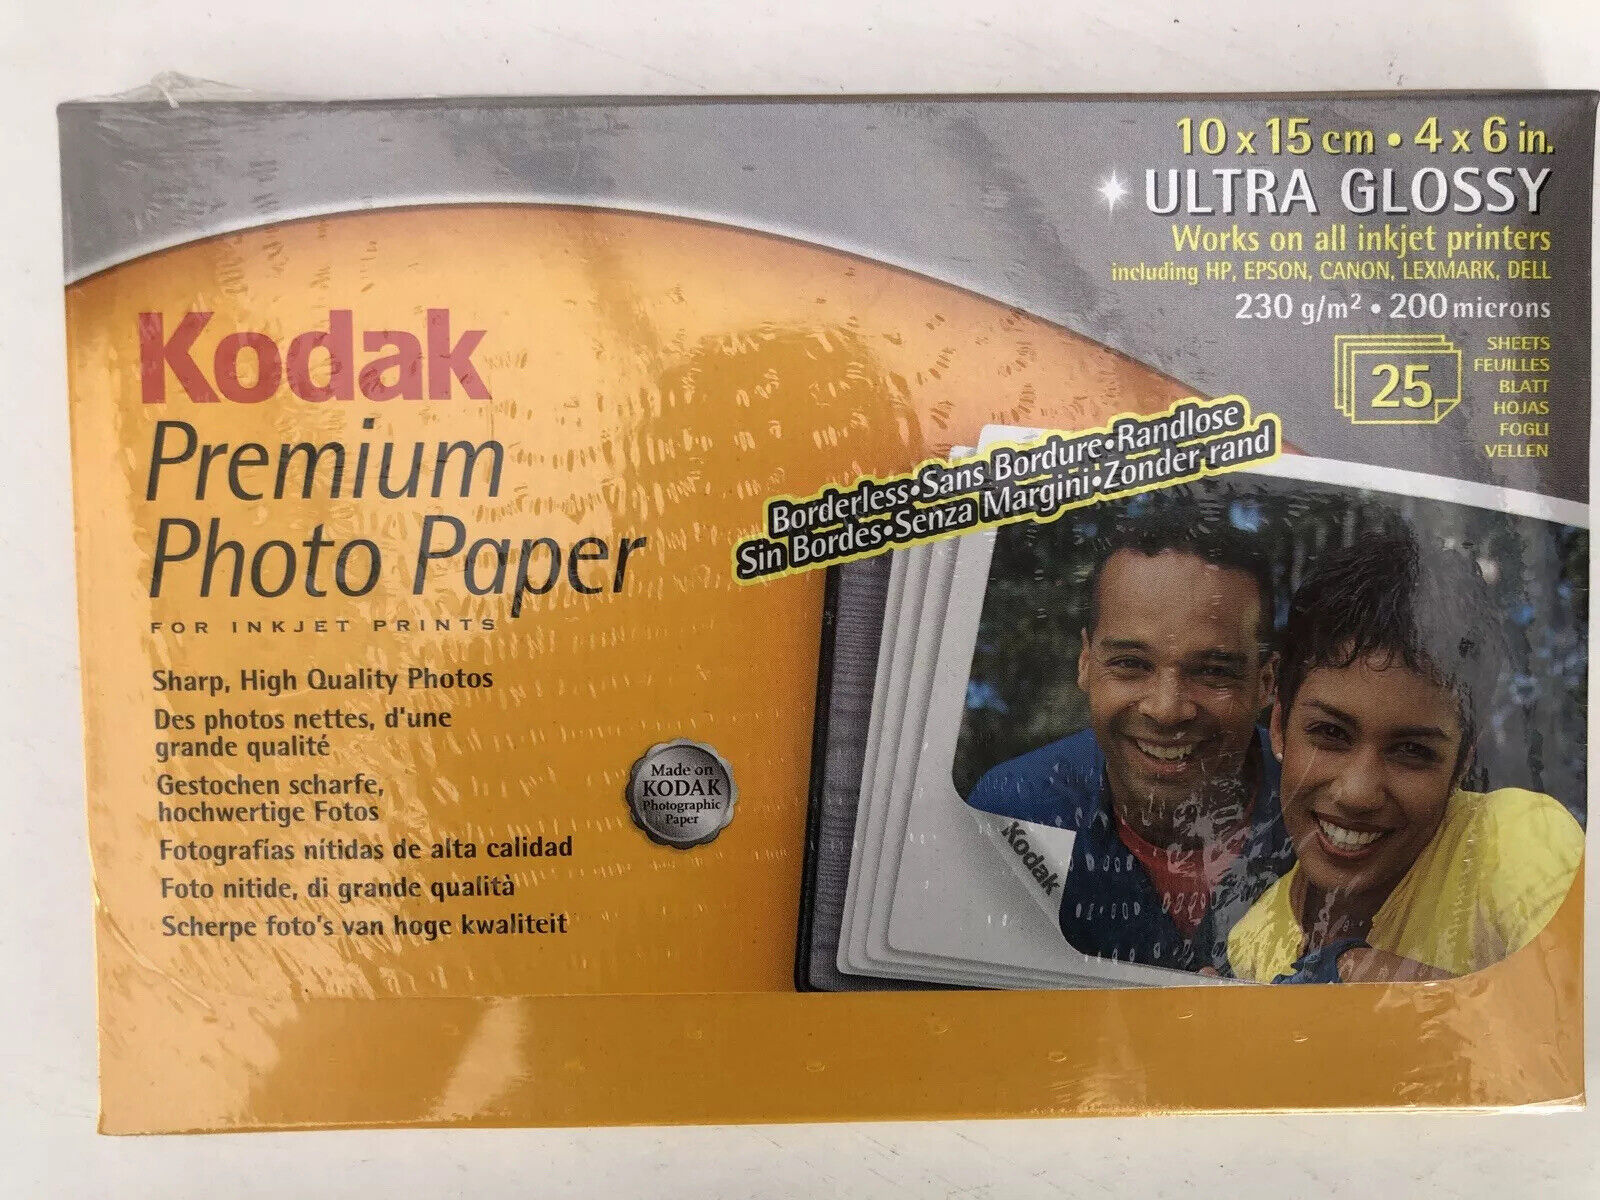 10 x 15 cm • 4 x 6 in.
ULTRA GLOSSY
Works on all inkjet printers
including HP, EPSON, CANON, LEXMARK, DELL
230 g/m² • 200 microns
25
SHEETS
FEUILLES
BLATT
HOJAS
FOGLI
VELLEN
Kodak
Premium
Photo Paper
FOR INKJET PRINTS
Borderless•Sans Bordure•Randlose
Sin Bordes•Senza Margini•Zonder rand
Sharp, High Quality Photos
Des photos nettes, d'une
grande qualité
Gestochen scharfe,
hochwertige Fotos
Fotografías nítidas de alta calidad
Foto nitide, di grande qualità
Scherpe foto's van hoge kwaliteit
Made on
KODAK
Photographic
Paper
Kodak